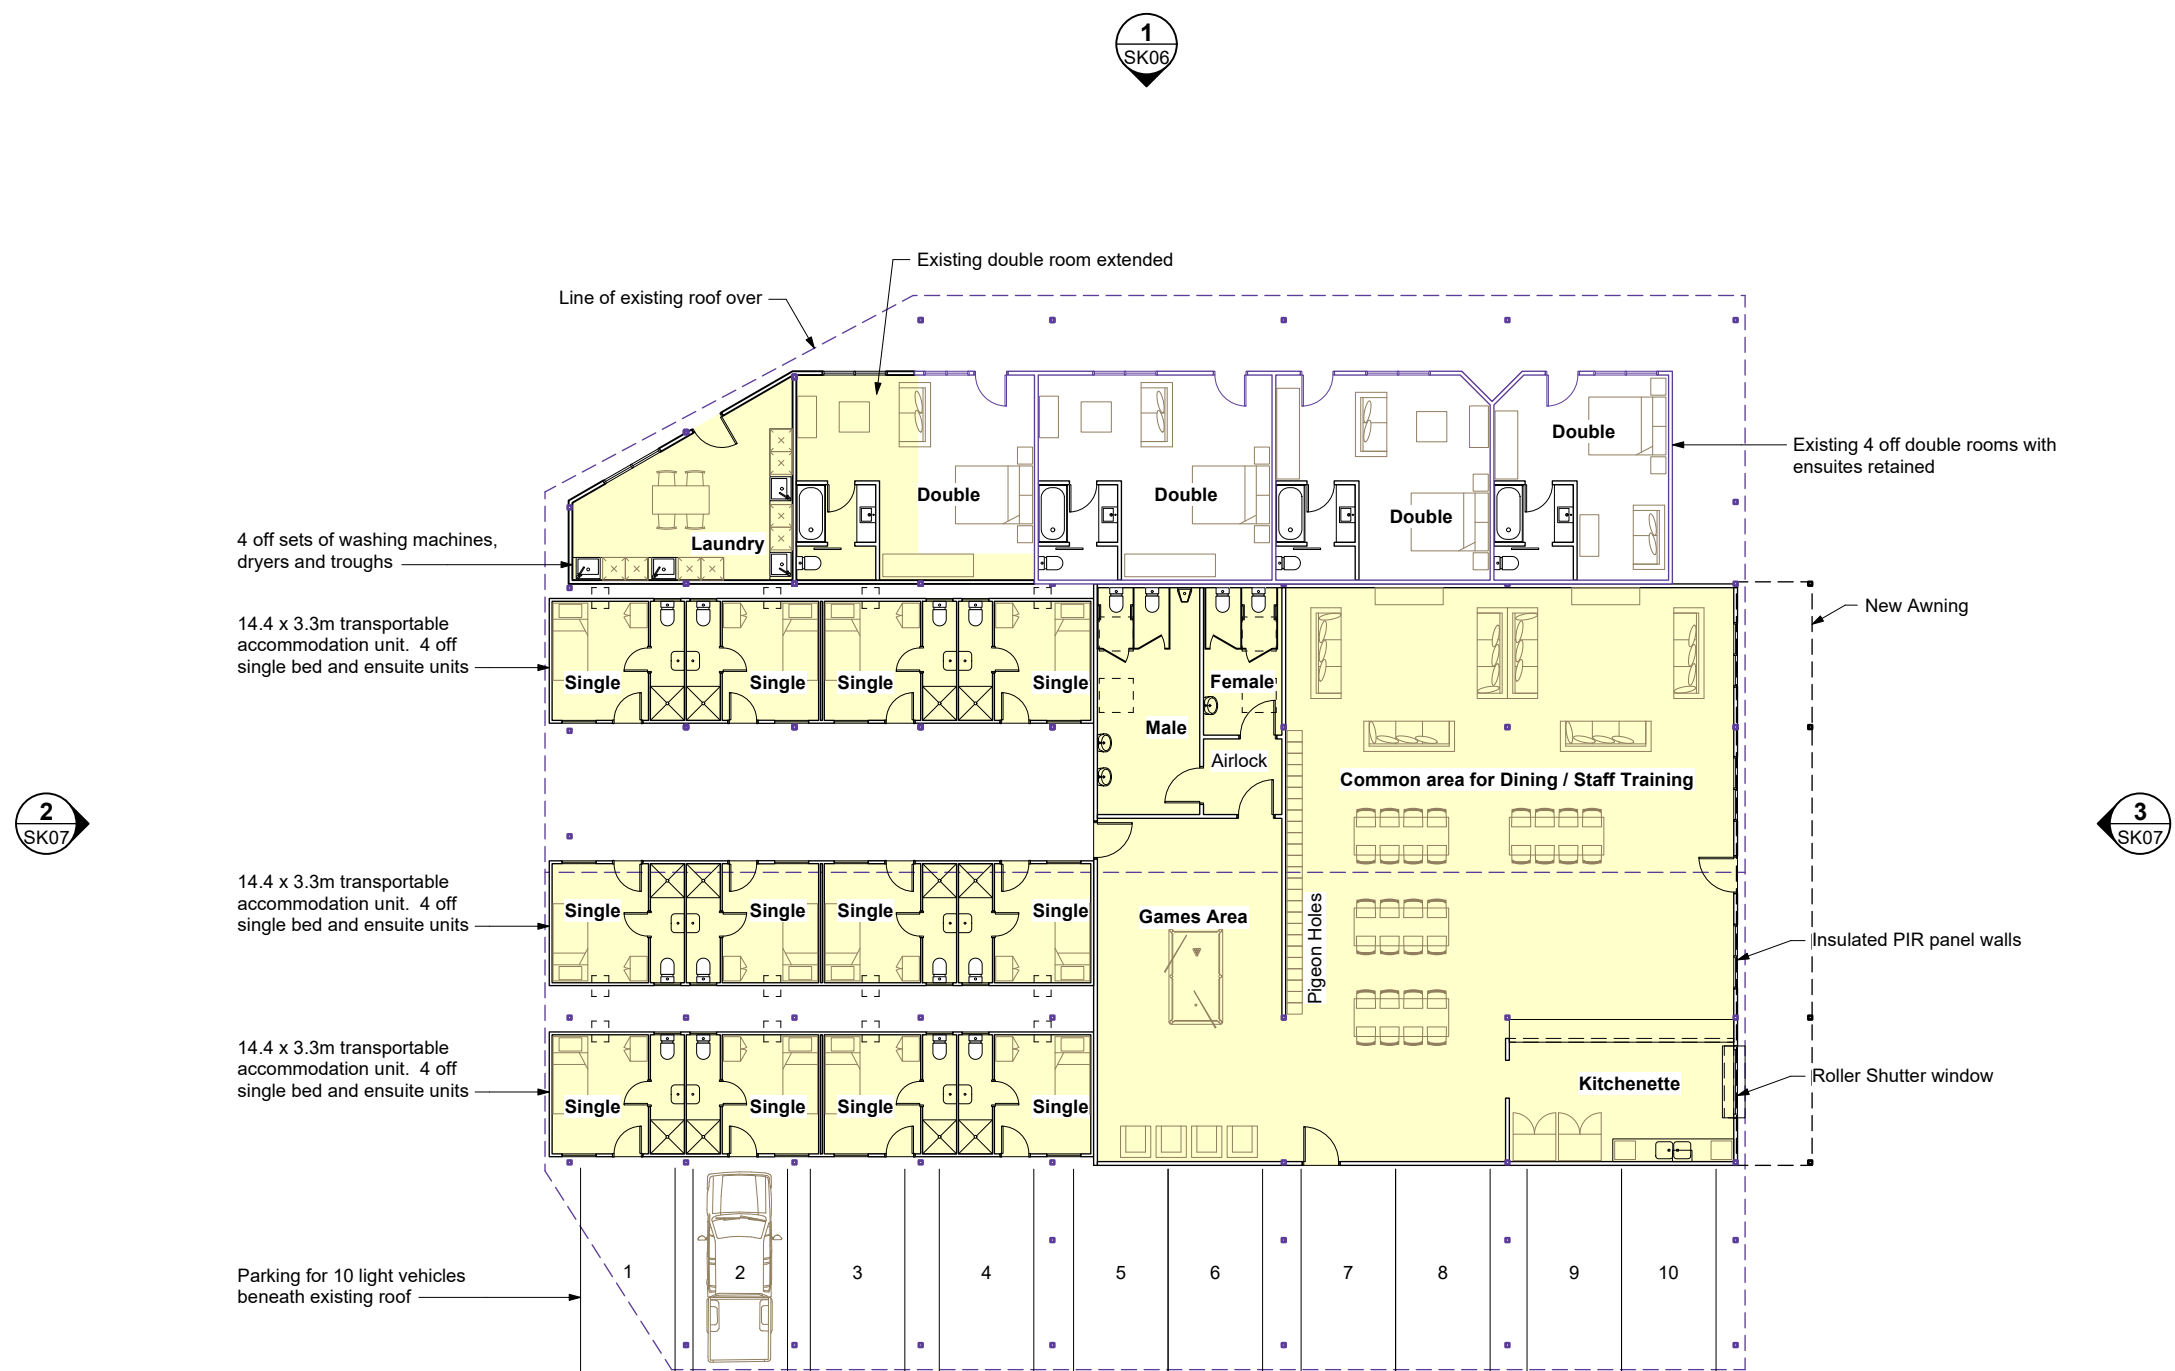 1
SK06
Existing double room extended
Line of existing roof over
Double
Existing 4 off double rooms with
ensuites retained
Double
Double
Double
4 off sets of washing machines,
dryers and troughs
Laundry
New Awning
14.4 x 3.3m transportable
accommodation unit.  4 off
single bed and ensuite units
Single
Single
Single
Single
Female
Male
Airlock
Common area for Dining / Staff Training
2
SK07
3
SK07
14.4 x 3.3m transportable
accommodation unit.  4 off
single bed and ensuite units
Single
Single
Single
Single
Games Area
Pigeon Holes
Insulated PIR panel walls
14.4 x 3.3m transportable
accommodation unit.  4 off
single bed and ensuite units
Single
Single
Single
Single
Kitchenette
Roller Shutter window
Parking for 10 light vehicles
beneath existing roof
1
2
3
4
5
6
7
8
9
10